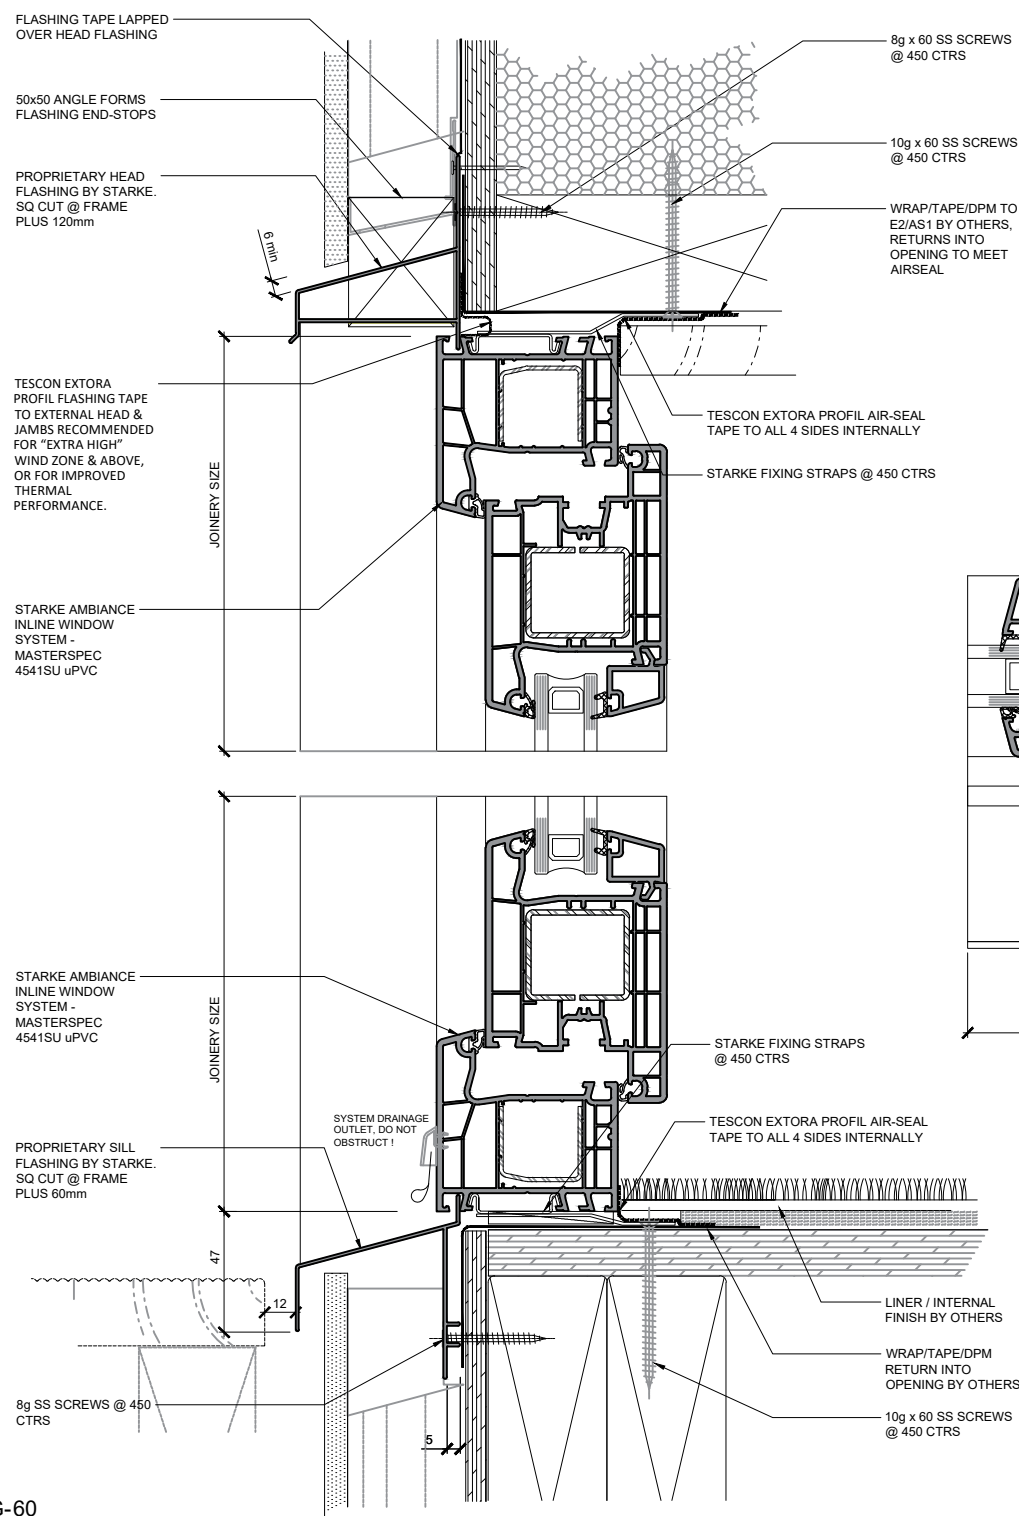 FLASHING TAPE LAPPED
OVER HEAD FLASHING
8g x 60 SS SCREWS
@ 450 CTRS
50x50 ANGLE FORMS
FLASHING END-STOPS
10g x 60 SS SCREWS
@ 450 CTRS
PROPRIETARY HEAD
FLASHING BY STARKE.
SQ CUT @ FRAME
PLUS 120mm
WRAP/TAPE/DPM TO
E2/AS1 BY OTHERS,
RETURNS INTO
OPENING TO MEET
AIRSEAL
6 min
TESCON EXTORA
PROFIL FLASHING TAPE
TO EXTERNAL HEAD &
JAMBS RECOMMENDED
FOR “EXTRA HIGH”
WIND ZONE & ABOVE,
OR FOR IMPROVED
THERMAL
PERFORMANCE.
TESCON EXTORA PROFIL AIR-SEAL
TAPE TO ALL 4 SIDES INTERNALLY
STARKE FIXING STRAPS @ 450 CTRS
JOINERY SIZE
STARKE AMBIANCE
INLINE WINDOW
SYSTEM -
MASTERSPEC
4541SU uPVC
STARKE AMBIANCE
INLINE WINDOW
SYSTEM -
MASTERSPEC
4541SU uPVC
JOINERY SIZE
STARKE FIXING STRAPS
@ 450 CTRS
SYSTEM DRAINAGE
OUTLET, DO NOT
OBSTRUCT !
TESCON EXTORA PROFIL AIR-SEAL
TAPE TO ALL 4 SIDES INTERNALLY
PROPRIETARY SILL
FLASHING BY STARKE.
SQ CUT @ FRAME
PLUS 60mm
47
12
LINER / INTERNAL
FINISH BY OTHERS
WRAP/TAPE/DPM
RETURN INTO
OPENING BY OTHERS
8g SS SCREWS @ 450
CTRS
10g x 60 SS SCREWS
@ 450 CTRS
5
G-60